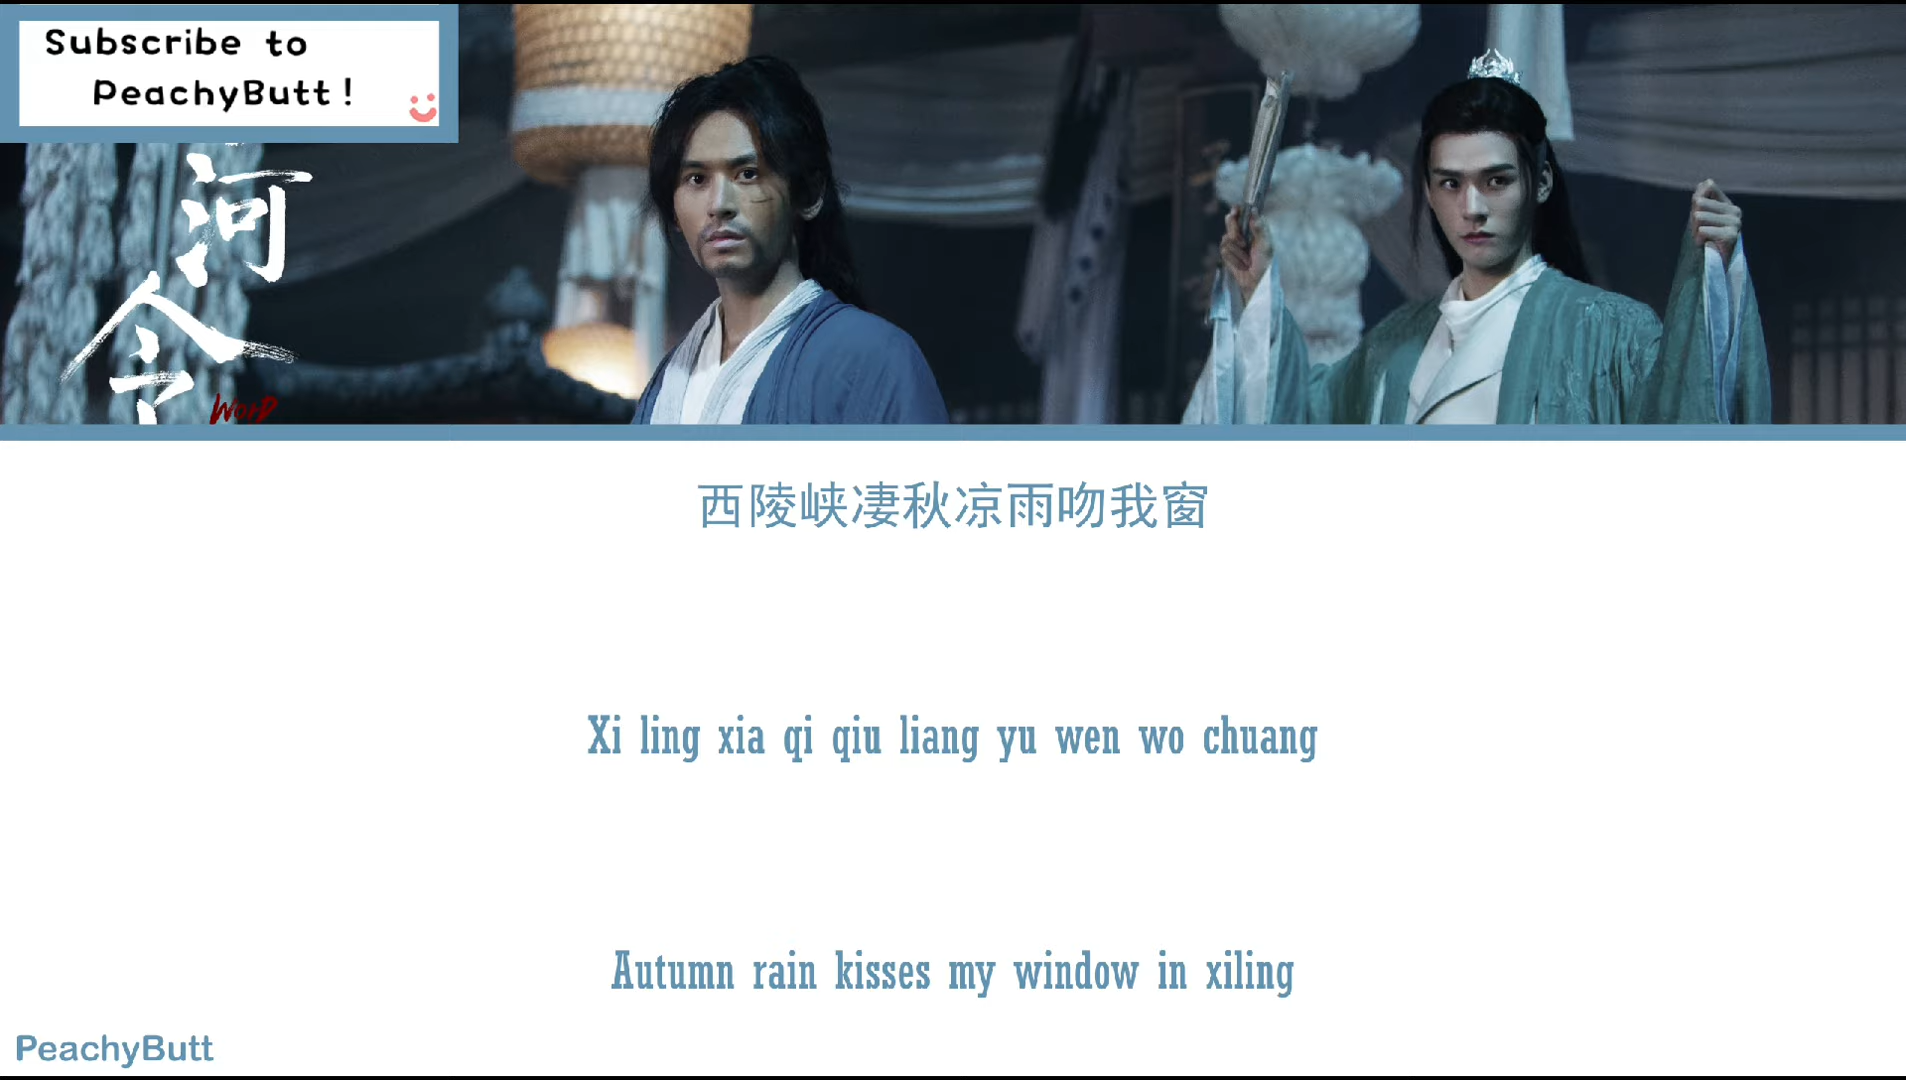 Subscribe to
PeachyButt!
河
令
WORD
西陵峡凄秋凉雨吻我窗
Xi ling xia qi qiu liang yu wen wo chuang
Autumn rain kisses my window in xiling
PeachyButt